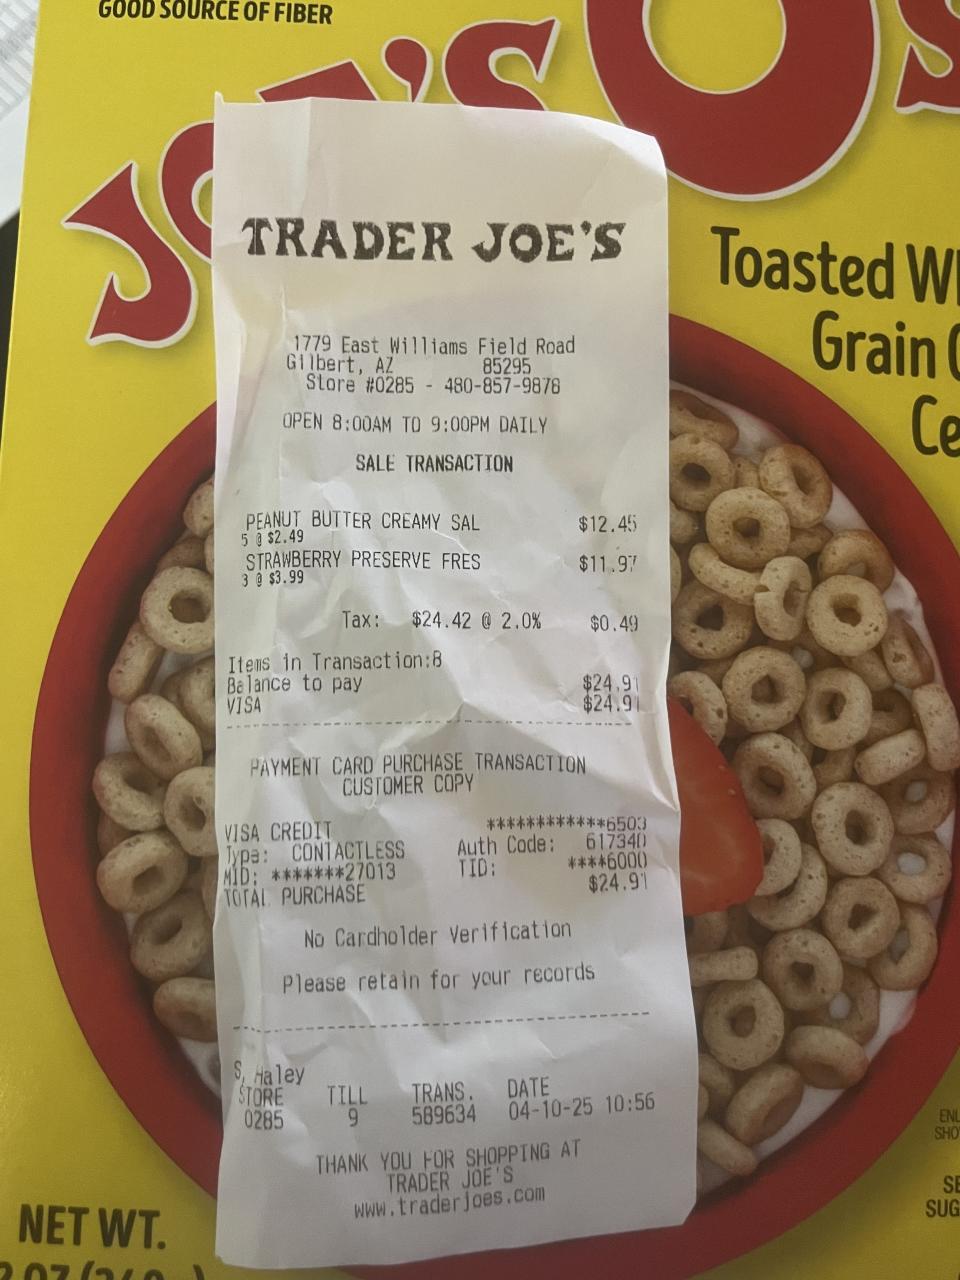 GOOD SOURCE OF FIBER
JOE'S O'S
TRADER JOE'S
Toasted
Grain
1779 East Williams Field Road
Gilbert, AZ 85295
Store #0285 - 480-857-9878
OPEN 8:00AM TO 9:00PM DAILY
SALE TRANSACTION
PEANUT BUTTER CREAMY SAL $12.45
5 @ $2.49
STRAWBERRY PRESERVE FRES $11.97
3 @ $3.99
Tax: $24.42 @ 2.0% $0.49
Items in Transaction:8
Balance to pay $24.91
VISA $24.91
PAYMENT CARD PURCHASE TRANSACTION
CUSTOMER COPY
VISA CREDIT ************6503
Type: CONTACTLESS Auth Code: 617340
MID: *******27013 TID: ****6000
TOTAL PURCHASE $24.91
No Cardholder Verification
Please retain for your records
S, Haley
STORE TILL TRANS. DATE
0285 9 589634 04-10-25 10:56
THANK YOU FOR SHOPPING AT
TRADER JOE'S
www.traderjoes.com
NET WT.